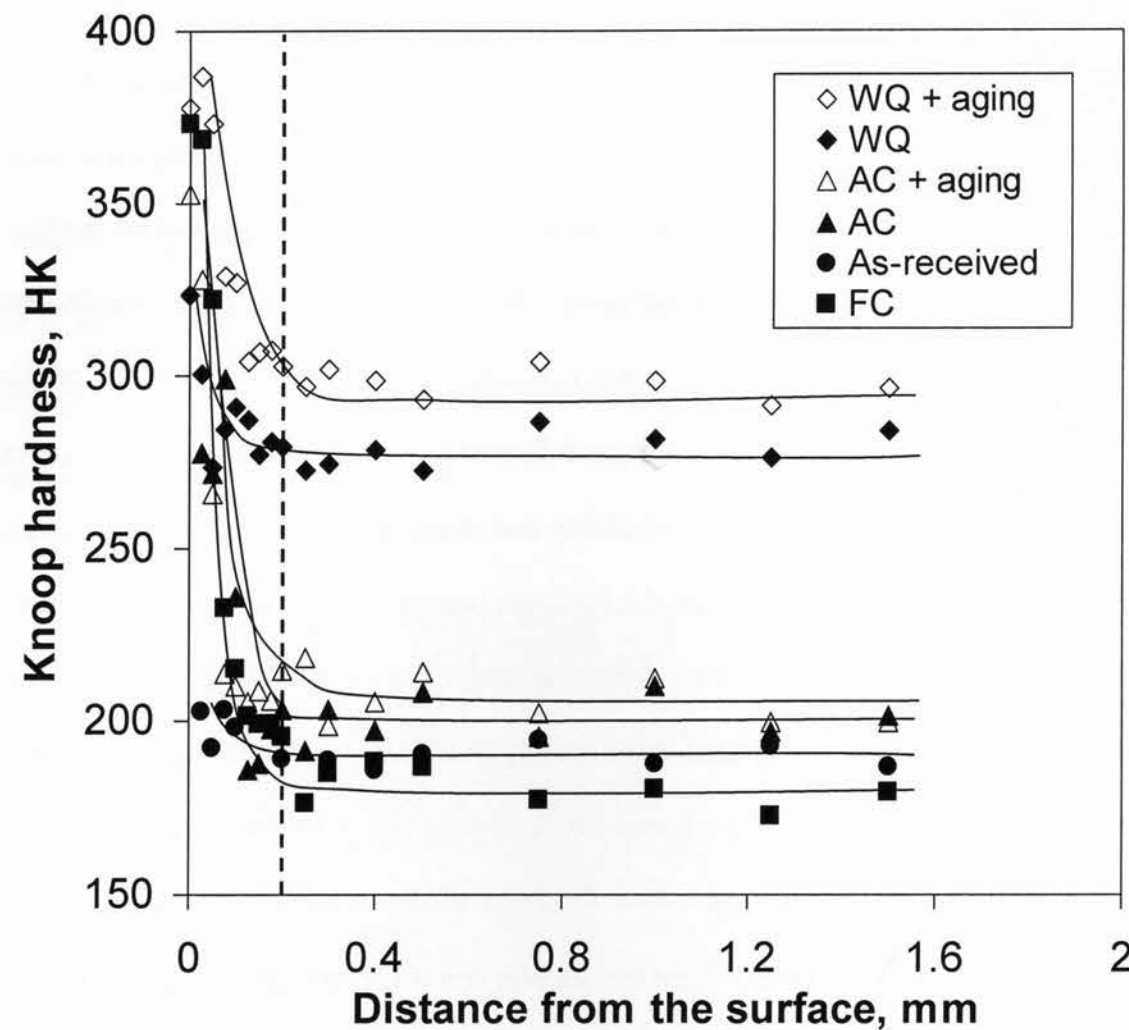 400
350
300
250
200
150
Knoop hardness, HK
WQ + aging
WQ
AC + aging
AC
As-received
FC
0 0.4 0.8 1.2 1.6 2
Distance from the surface, mm